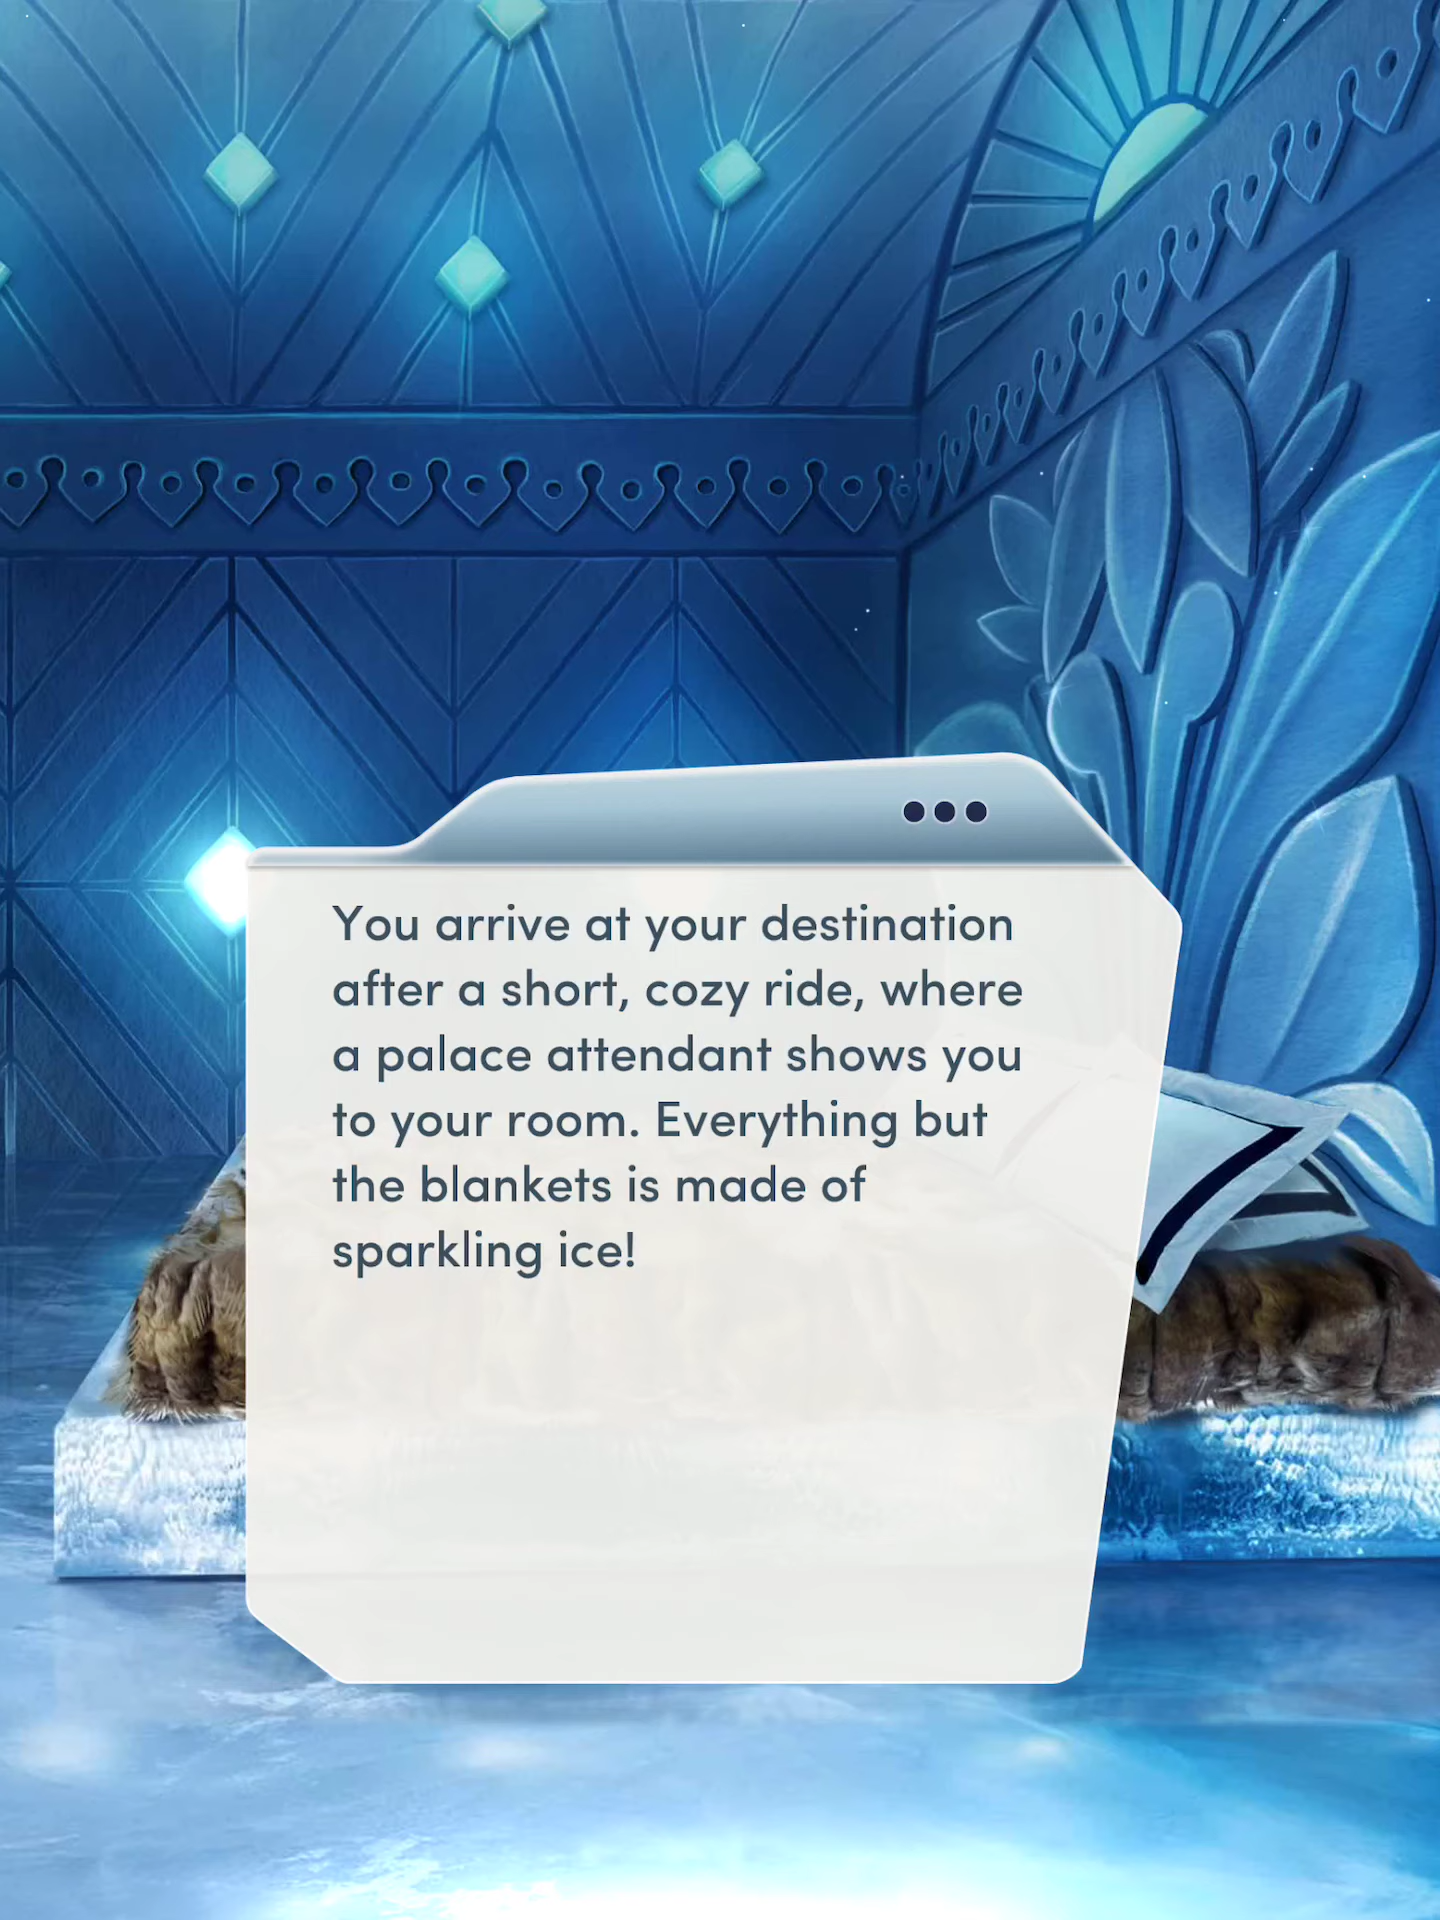 You arrive at your destination
after a short, cozy ride, where
a palace attendant shows you
to your room. Everything but
the blankets is made of
sparkling ice!